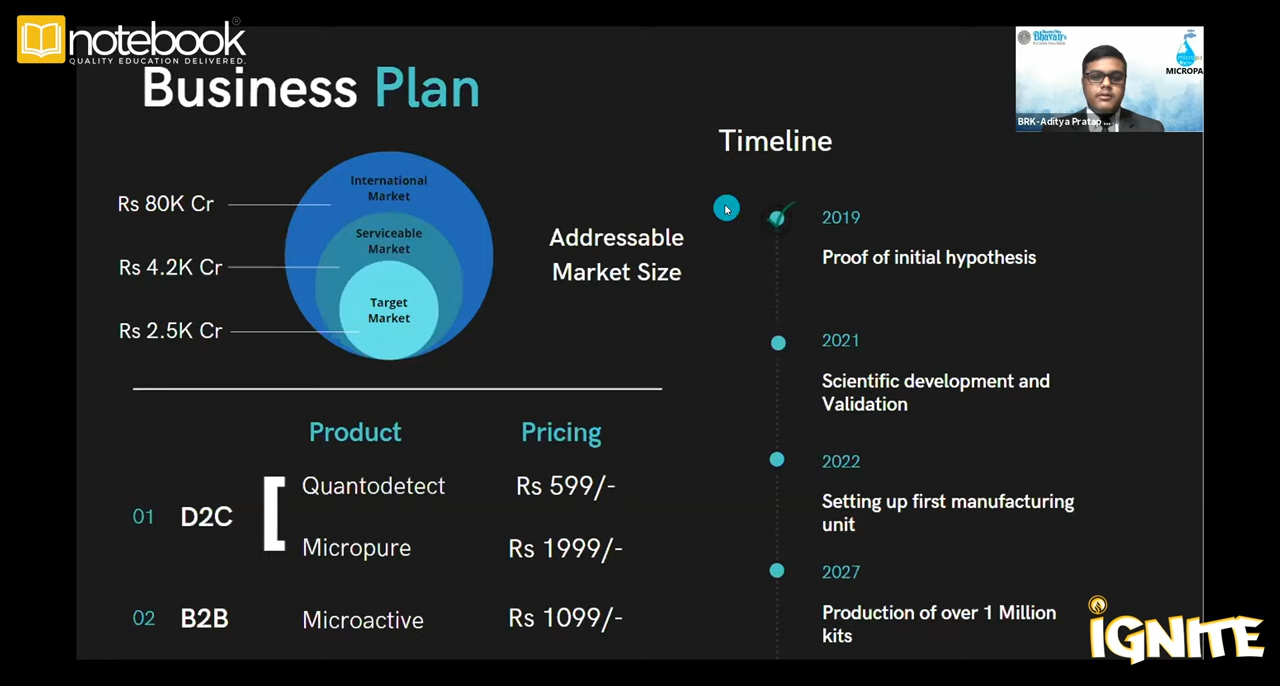 notebook
QUALITY EDUCATION DELIVERED.
Business Plan
International
Market
Serviceable
Market
Target
Market
Rs 80K Cr
Rs 4.2K Cr
Rs 2.5K Cr
Addressable
Market Size
Product Pricing
01 D2C
Quantodetect Rs 599/-
Micropure Rs 1999/-
02 B2B Microactive Rs 1099/-
Timeline
2019
Proof of initial hypothesis
2021
Scientific development and
Validation
2022
Setting up first manufacturing
unit
2027
Production of over 1 Million
kits
Bhavan's
MICROPA
BRK-Aditya Pratap ...
iGNITE